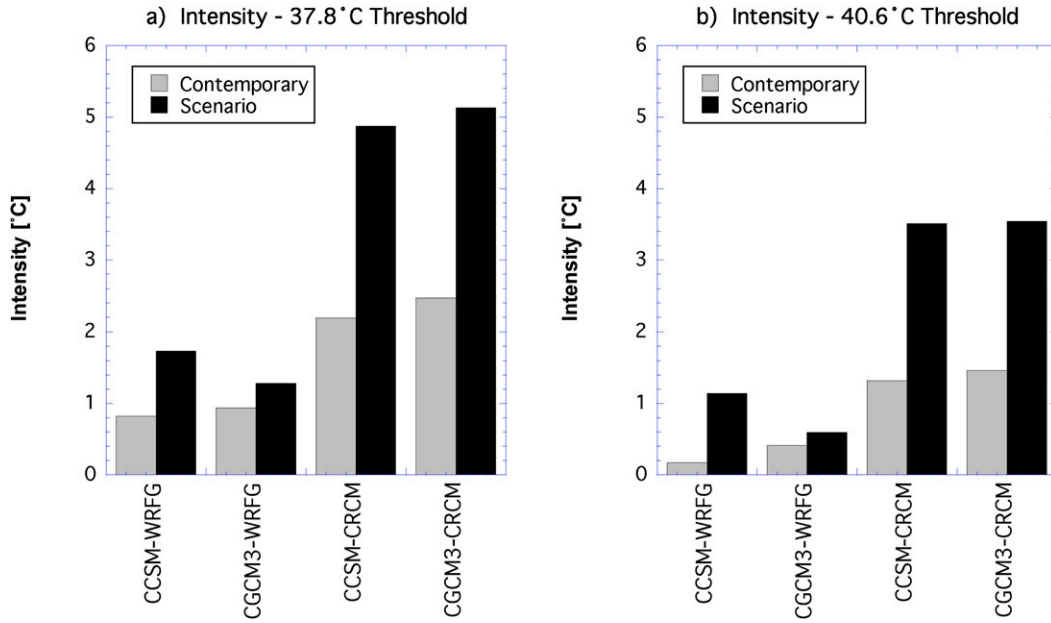 a) Intensity - 37.8˚C Threshold
Intensity [˚C]
6
5
4
3
2
1
0
Contemporary
Scenario
CCSM-WRFG
CGCM3-WRFG
CCSM-CRCM
CGCM3-CRCM
b) Intensity - 40.6˚C Threshold
Intensity [˚C]
6
5
4
3
2
1
0
Contemporary
Scenario
CCSM-WRFG
CGCM3-WRFG
CCSM-CRCM
CGCM3-CRCM